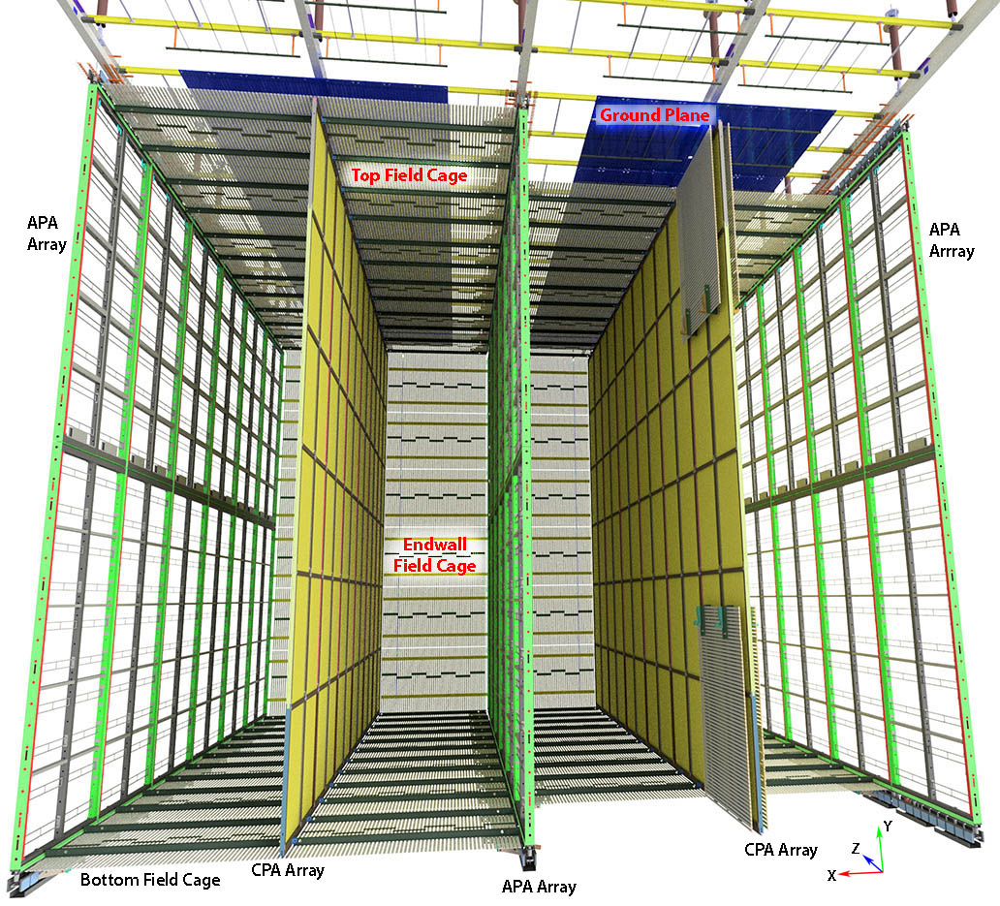 Ground Plane
Top Field Cage
APA
Array
APA
Arrray
Endwall
Field Cage
Y
Z
X
CPA Array
CPA Array
Bottom Field Cage
APA Array